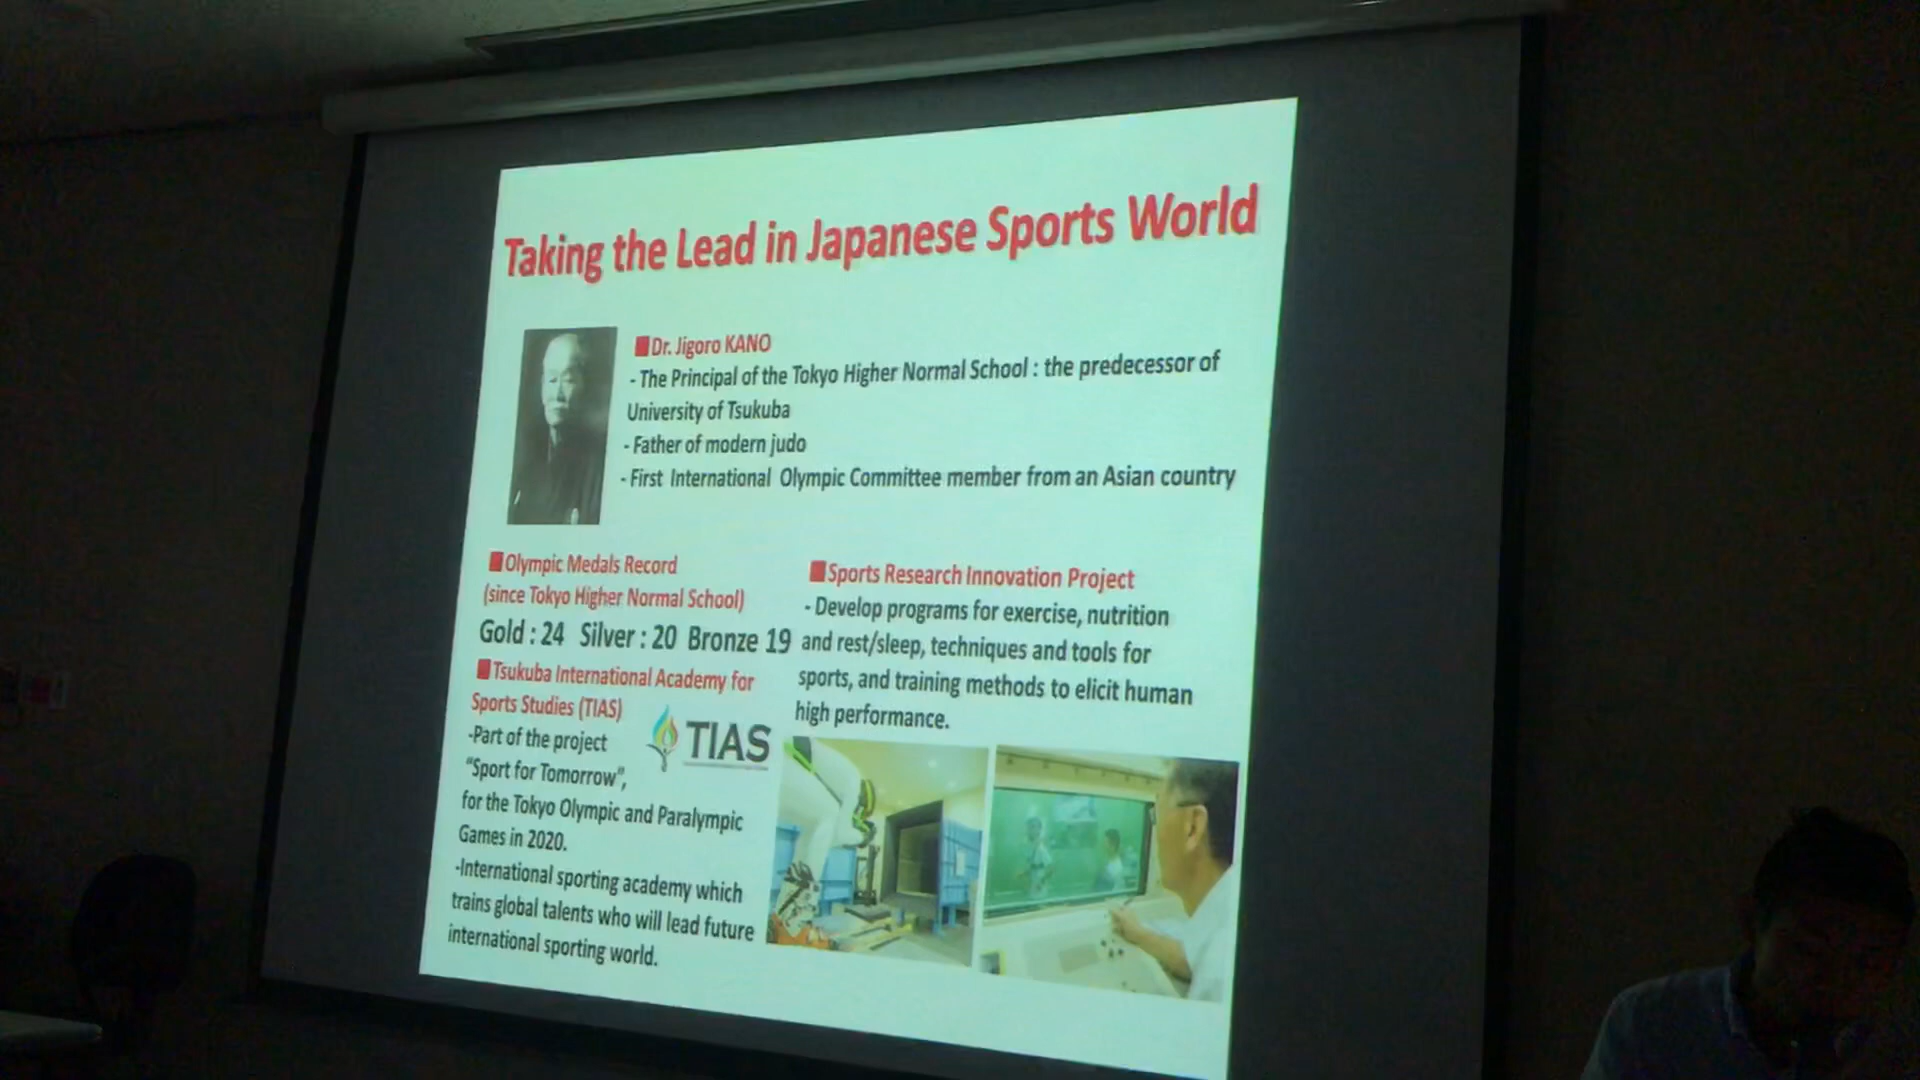 Taking the Lead in Japanese Sports World
Dr. Jigoro KANO
- The Principal of the Tokyo Higher Normal School : the predecessor of
University of Tsukuba
- Father of modern judo
- First International Olympic Committee member from an Asian country
Olympic Medals Record
(since Tokyo Higher Normal School)
Gold : 24 Silver : 20 Bronze 19
Tsukuba International Academy for
Sports Studies (TIAS)
-Part of the project
“Sport for Tomorrow”,
for the Tokyo Olympic and Paralympic
Games in 2020.
-International sporting academy which
trains global talents who will lead future
international sporting world.
TIAS
Sports Research Innovation Project
- Develop programs for exercise, nutrition
and rest/sleep, techniques and tools for
sports, and training methods to elicit human
high performance.